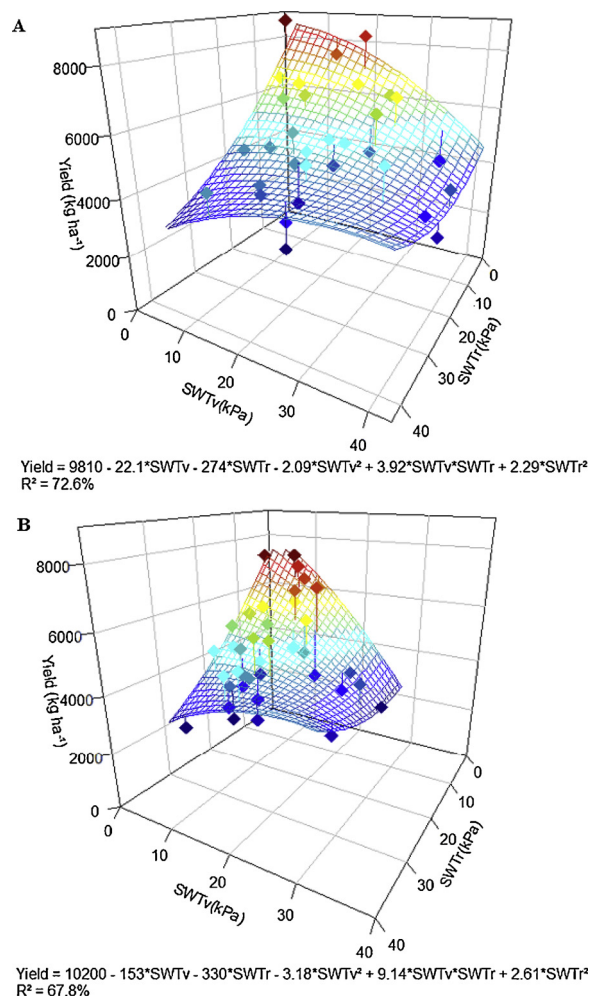 A
8000
6000
4000
2000
0
Yield (kg ha⁻¹)
0
10
20
30
40
SWTv(kPa)
0
10
20
30
40
SWTr(kPa)
Yield = 9810 - 22.1*SWTv - 274*SWTr - 2.09*SWTv² + 3.92*SWTv*SWTr + 2.29*SWTr²
R² = 72.6%
B
8000
6000
4000
2000
0
Yield (kg ha⁻¹)
0
10
20
30
40
SWTv(kPa)
0
10
20
30
40
SWTr(kPa)
Yield = 10200 - 153*SWTv - 330*SWTr - 3.18*SWTv² + 9.14*SWTv*SWTr + 2.61*SWTr²
R² = 67.8%